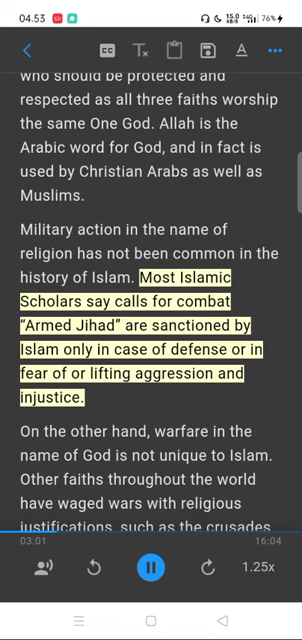 04.53
15.0
KB/S
76%
CC
who should be protected and
respected as all three faiths worship
the same One God. Allah is the
Arabic word for God, and in fact is
used by Christian Arabs as well as
Muslims.
Military action in the name of
religion has not been common in the
history of Islam. Most Islamic
Scholars say calls for combat
“Armed Jihad” are sanctioned by
Islam only in case of defense or in
fear of or lifting aggression and
injustice.
On the other hand, warfare in the
name of God is not unique to Islam.
Other faiths throughout the world
have waged wars with religious
justifications, such as the crusades
03:01
16:04
1.25x